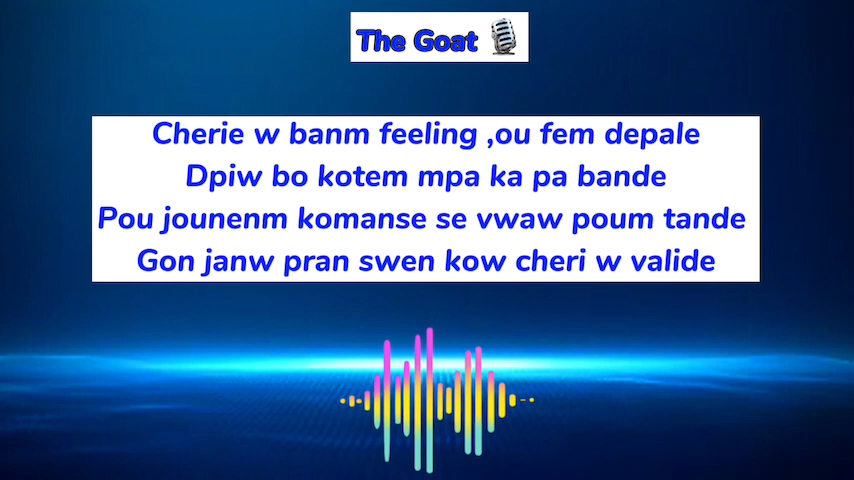 The Goat
Cherie w banm feeling ,ou fem depale
Dpiw bo kotem mpa ka pa bande
Pou jounenm komanse se vwaw poum tande
Gon janw pran swen kow cheri w valide